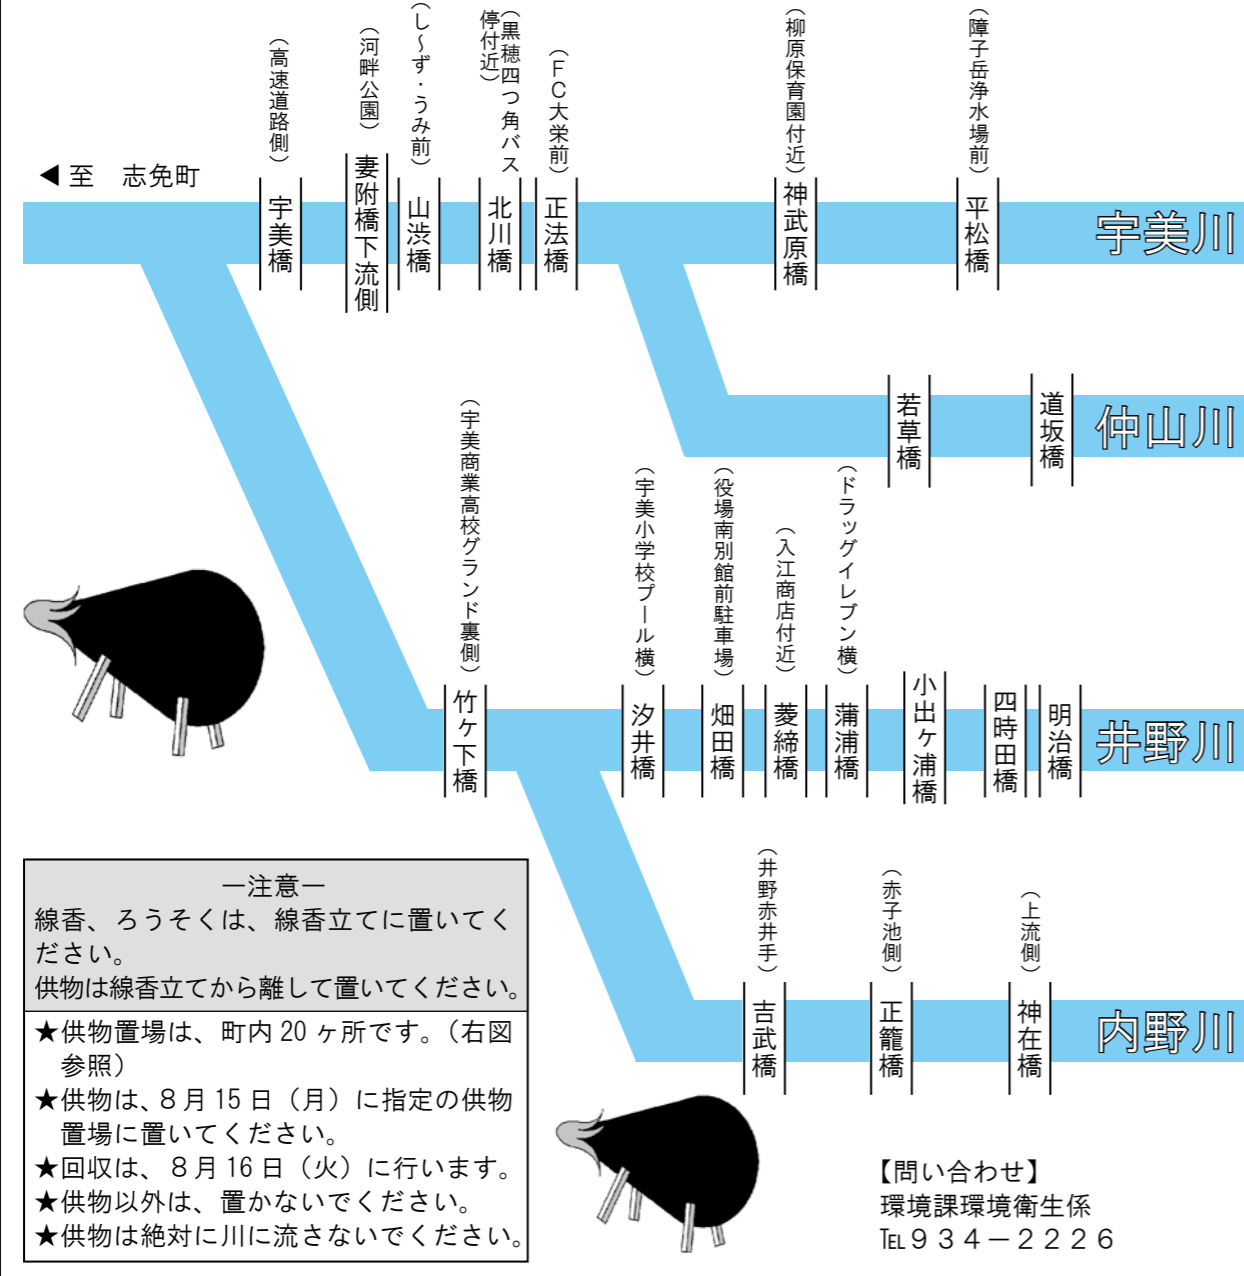 ◀至　志免町
（高速道路側）
宇美橋
（河畔公園）
妻附橋下流側
（し～ず・うみ前）
山渋橋
（黒穂四つ角バス
停付近）
北川橋
（ＦＣ大栄前）
正法橋
（柳原保育園付近）
神武原橋
（障子岳浄水場前）
平松橋
宇美川
若草橋
道坂橋
仲山川
（宇美商業高校グランド裏側）
竹ケ下橋
（宇美小学校プール横）
汐井橋
（役場南別館前駐車場）
畑田橋
（入江商店付近）
菱締橋
（ドラッグイレブン横）
蒲浦橋
小出ヶ浦橋
四時田橋
明治橋
井野川
（井野赤井手）
吉武橋
（赤子池側）
正籠橋
（上流側）
神在橋
内野川
ー注意ー
線香、ろうそくは、線香立てに置いてく
ださい。
供物は線香立てから離して置いてください。
★供物置場は、町内 20 ヶ所です。（右図
参照）
★供物は、８月 15 日（月）に指定の供物
置場に置いてください。
★回収は、８月 16 日（火）に行います。
★供物以外は、置かないでください。
★供物は絶対に川に流さないでください。
【問い合わせ】
環境課環境衛生係
℡９３４－２２２６